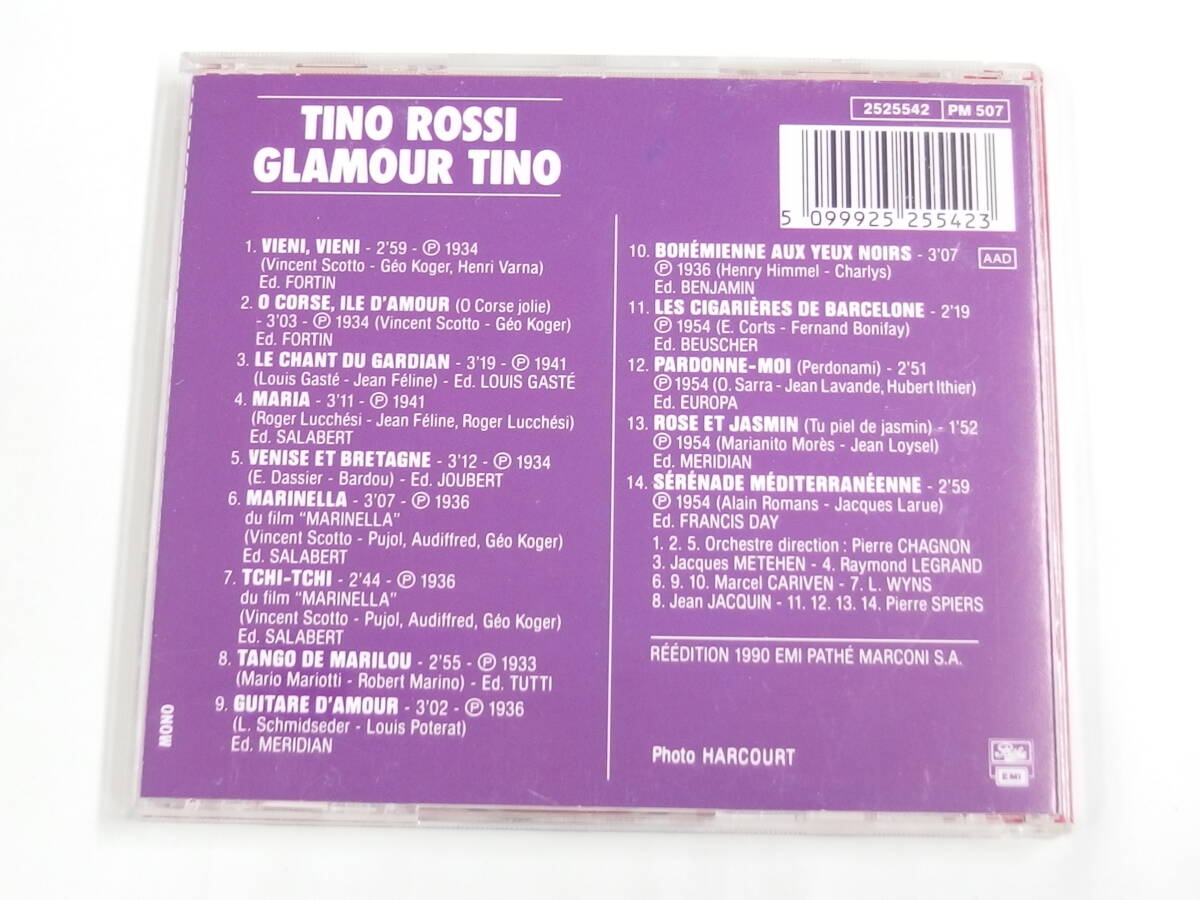 TINO ROSSI
GLAMOUR TINO
1. VIENI, VIENI - 2'59 - Ⓟ 1934
(Vincent Scotto - Géo Koger, Henri Varna)
Ed. FORTIN
2. O CORSE, ILE D'AMOUR (O Corse jolie)
- 3'03 - Ⓟ 1934 (Vincent Scotto - Géo Koger)
Ed. FORTIN
3. LE CHANT DU GARDIAN - 3'19 - Ⓟ 1941
(Louis Gasté - Jean Féline) - Ed. LOUIS GASTÉ
4. MARIA - 3'11 - Ⓟ 1941
(Roger Lucchési - Jean Féline, Roger Lucchési)
Ed. SALABERT
5. VENISE ET BRETAGNE - 3'12 - Ⓟ 1934
(E. Dassier - Bardou) - Ed. JOUBERT
6. MARINELLA - 3'07 - Ⓟ 1936
du film "MARINELLA"
(Vincent Scotto - Pujol, Audiffred, Géo Koger)
Ed. SALABERT
7. TCHI-TCHI - 2'44 - Ⓟ 1936
du film "MARINELLA"
(Vincent Scotto - Pujol, Audiffred, Géo Koger)
Ed. SALABERT
8. TANGO DE MARILOU - 2'55 - Ⓟ 1933
(Mario Mariotti - Robert Marino) - Ed. TUTTI
9. GUITARE D'AMOUR - 3'02 - Ⓟ 1936
(L. Schmidseder - Louis Poterat)
Ed. MERIDIAN
MONO
2525542 PM 507
5 099925 255423
AAD
10. BOHÉMIENNE AUX YEUX NOIRS - 3'07
Ⓟ 1936 (Henry Himmel - Charlys)
Ed. BENJAMIN
11. LES CIGARIÈRES DE BARCELONE - 2'19
Ⓟ 1954 (E. Corts - Fernand Bonifay)
Ed. BEUSCHER
12. PARDONNE-MOI (Perdonami) - 2'51
Ⓟ 1954 (O. Sarra - Jean Lavande, Hubert Ithier)
Ed. EUROPA
13. ROSE ET JASMIN (Tu piel de jasmin) - 1'52
Ⓟ 1954 (Marianito Morès - Jean Loysel)
Ed. MERIDIAN
14. SÉRÉNADE MÉDITERRANÉENNE - 2'59
Ⓟ 1954 (Alain Romans - Jacques Larue)
Ed. FRANCIS DAY
1. 2. 5. Orchestre direction : Pierre CHAGNON
3. Jacques METEHEN - 4. Raymond LEGRAND
6. 9. 10. Marcel CARIVEN - 7. L. WYNS
8. Jean JACQUIN - 11. 12. 13. 14. Pierre SPIERS
RÉÉDITION 1990 EMI PATHÉ MARCONI S.A.
Photo HARCOURT
EMI